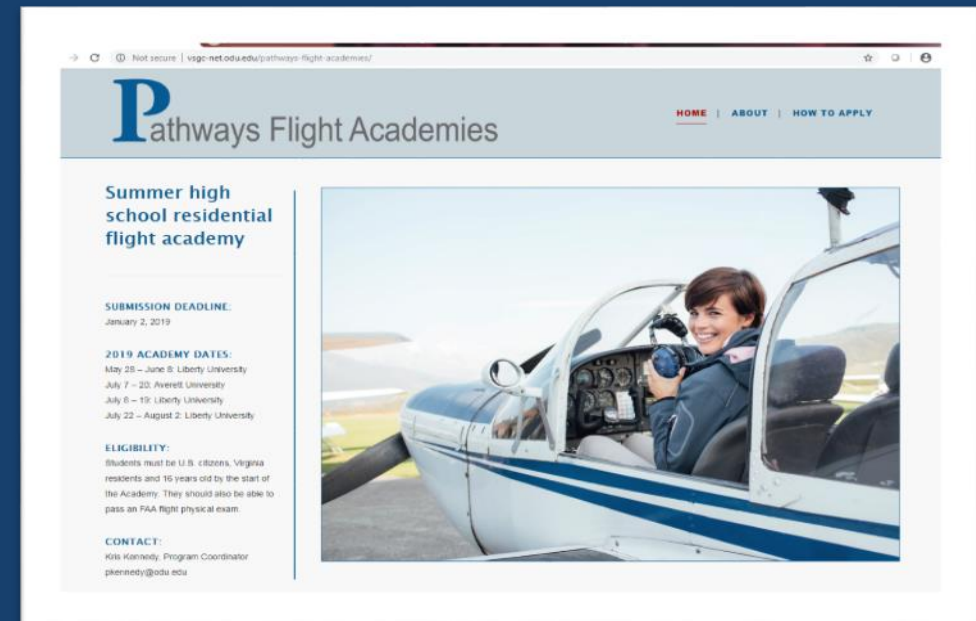 Not secure | vsgc-net.odu.edu/pathways-flight-academies/
Pathways Flight Academies
HOME | ABOUT | HOW TO APPLY
Summer high
school residential
flight academy
SUBMISSION DEADLINE:
January 2, 2019
2019 ACADEMY DATES:
May 28 – June 8: Liberty University
July 7 – 20: Averett University
July 6 – 19: Liberty University
July 22 – August 2: Liberty University
ELIGIBILITY:
Students must be U.S. citizens, Virginia
residents and 16 years old by the start of
the Academy. They should also be able to
pass an FAA flight physical exam.
CONTACT:
Kris Kennedy, Program Coordinator
pkennedy@odu.edu